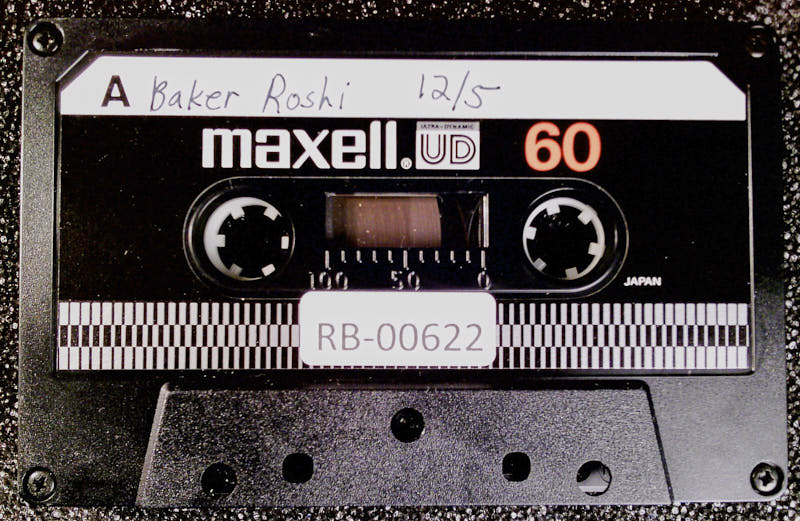 A Baker Roshi 12/5
maxell® ULTRA-DYNAMIC UD 60
100 50 0
JAPAN
RB-00622